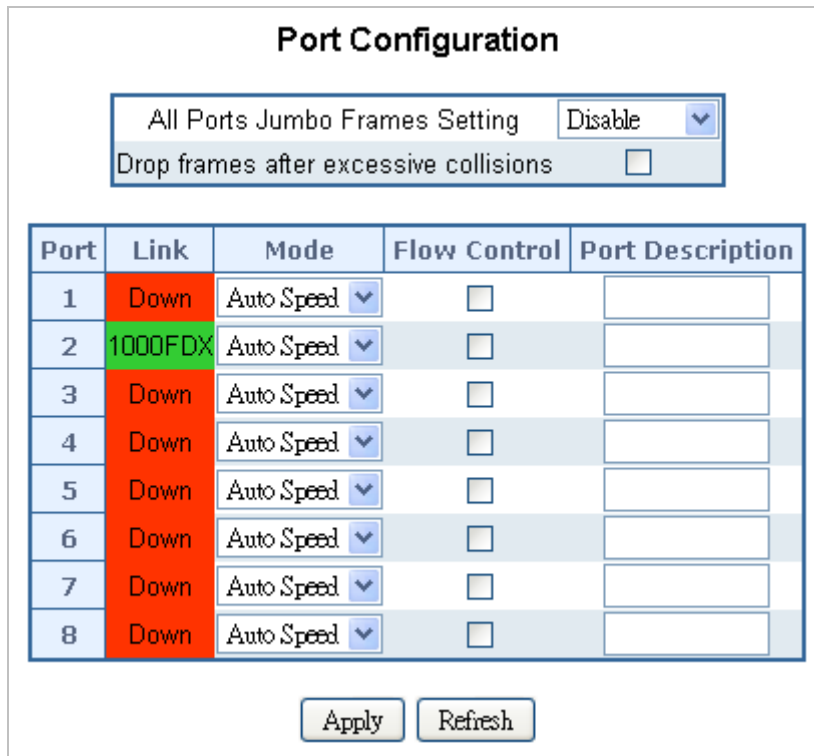 Port Configuration
All Ports Jumbo Frames Setting Disable
Drop frames after excessive collisions
Port Link Mode Flow Control Port Description
1 Down Auto Speed
2 1000FDX Auto Speed
3 Down Auto Speed
4 Down Auto Speed
5 Down Auto Speed
6 Down Auto Speed
7 Down Auto Speed
8 Down Auto Speed
Apply Refresh